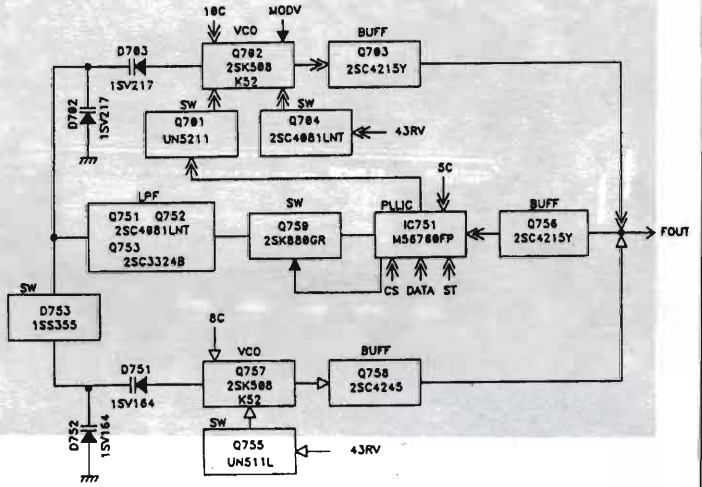 10C MODV
D703 VCO BUFF
Q702 Q703
1SV217 2SK508 2SC4215Y
K52
D702
1SV217
SW SW
Q701 Q704
UN5211 2SC4081LNT 43RV
5C
LPF SW PLLIC BUFF
Q751 Q752 Q759 IC751 Q756
2SC4081LNT 2SK880GR M56760FP 2SC4215Y FOUT
Q753
2SC3324B
CS DATA ST
SW
D753
1SS355
8C
D751 VCO BUFF
Q757 Q758
1SV164 2SK508 2SC4245
K52
D752
1SV164
SW
Q755 43RV
UN511L